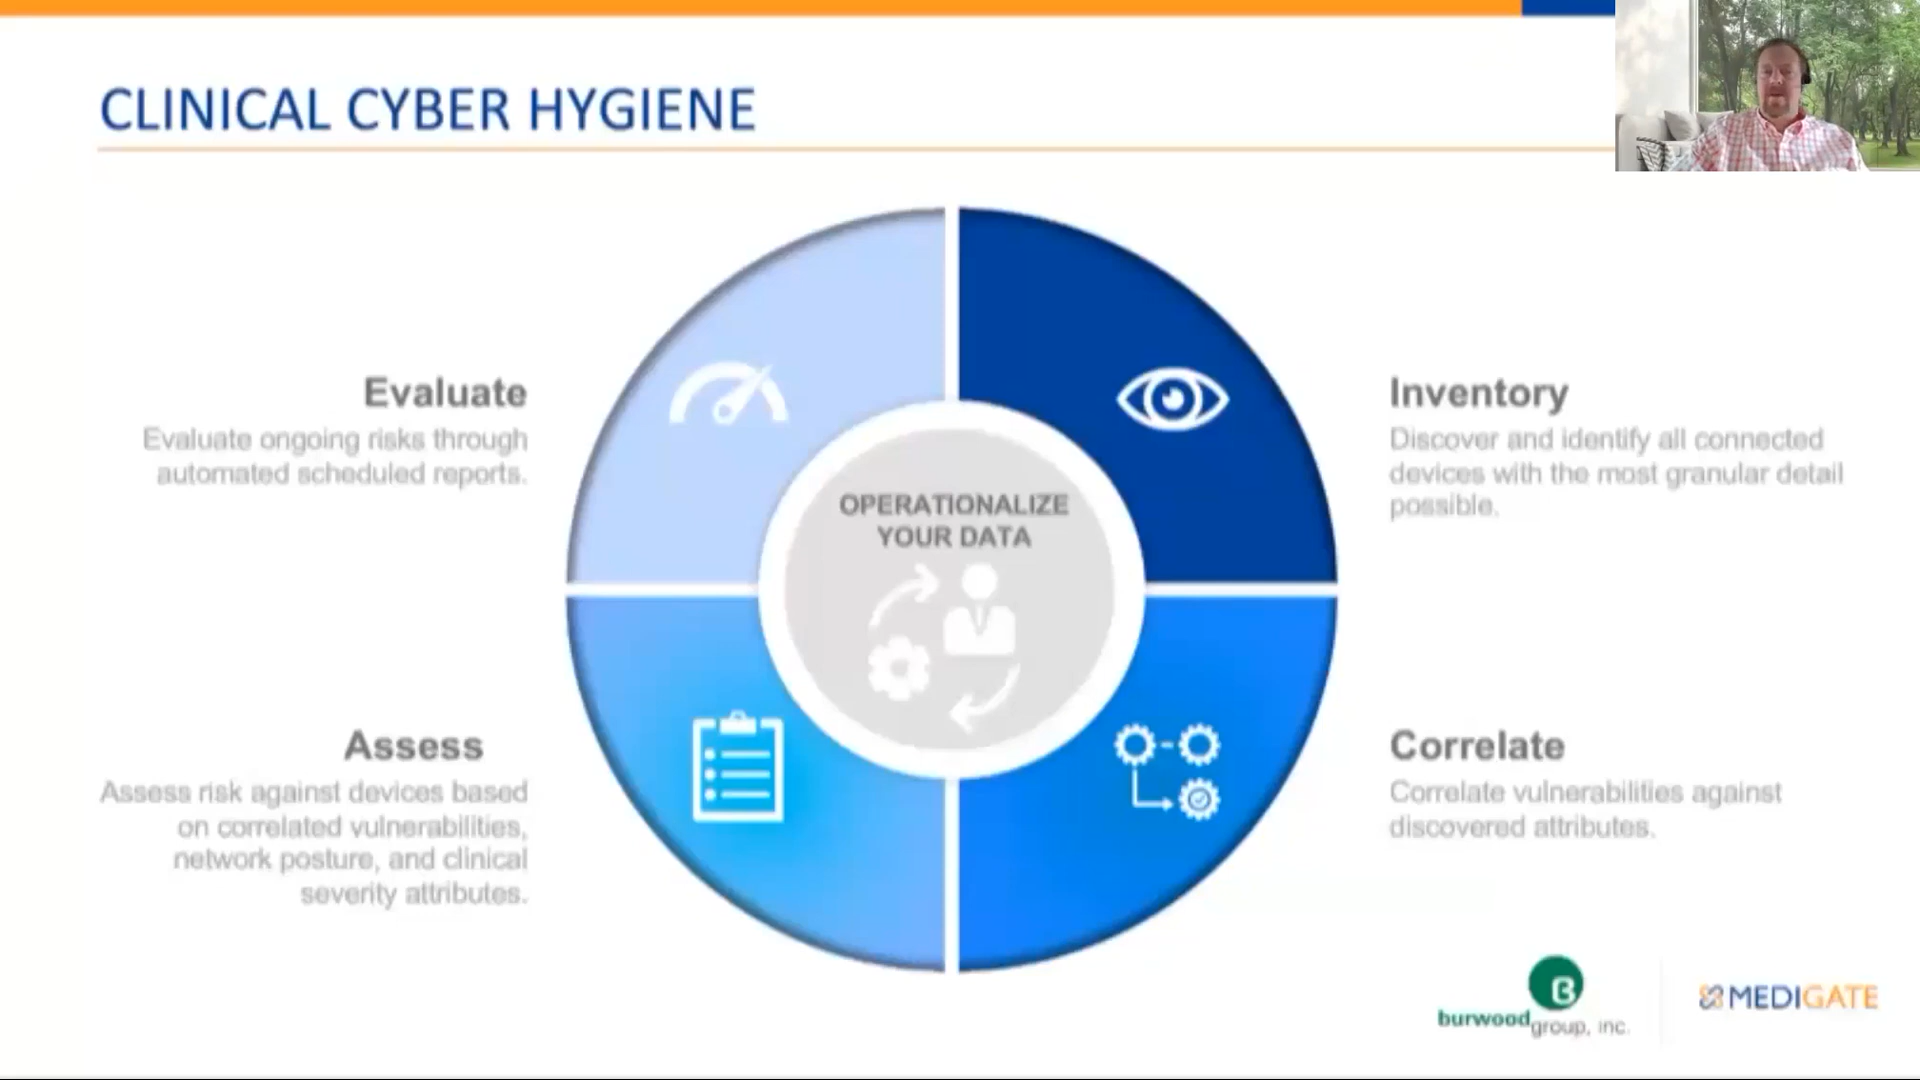 CLINICAL CYBER HYGIENE
Evaluate
Evaluate ongoing risks through
automated scheduled reports.
Inventory
Discover and identify all connected
devices with the most granular detail
possible.
OPERATIONALIZE
YOUR DATA
Assess
Assess risk against devices based
on correlated vulnerabilities,
network posture, and clinical
severity attributes.
Correlate
Correlate vulnerabilities against
discovered attributes.
B
burwood group, inc.
MEDIGATE